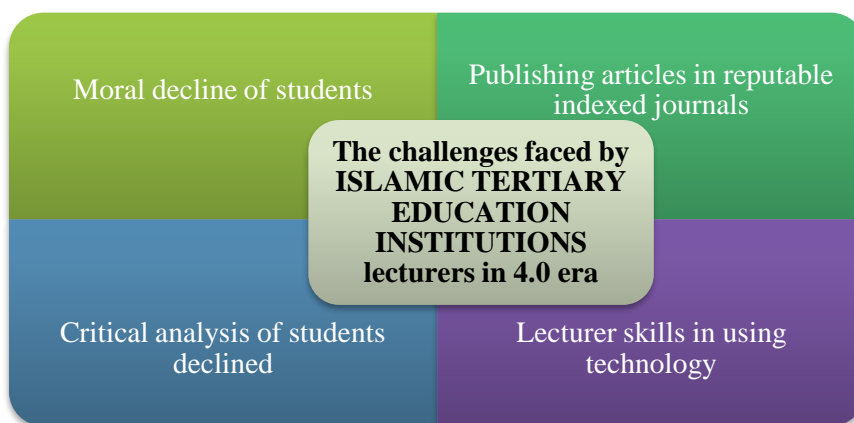 Moral decline of students
Publishing articles in reputable
indexed journals
The challenges faced by
ISLAMIC TERTIARY
EDUCATION
INSTITUTIONS
lecturers in 4.0 era
Critical analysis of students
declined
Lecturer skills in using
technology